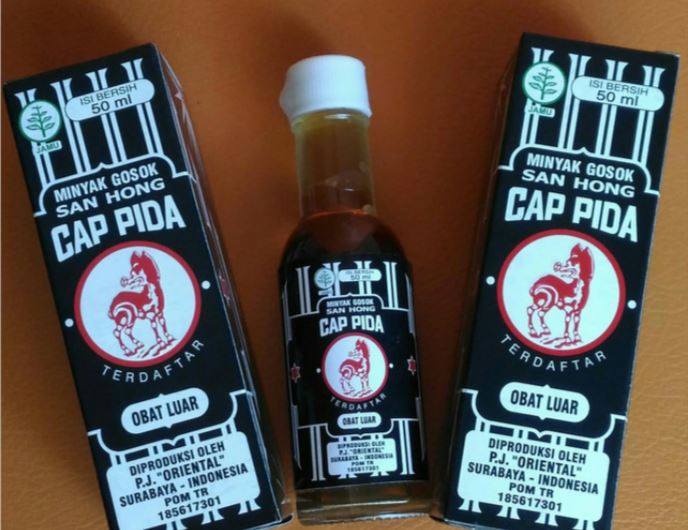 JAMU
ISI BERSIH
50 ml
MINYAK GOSOK
SAN HONG
CAP PIDA
TERDAFTAR
OBAT LUAR
DIPRODUKSI OLEH
P.J. "ORIENTAL"
SURABAYA - INDONESIA
POM TR
185617301
ISI BERSIH
50 ml
MINYAK GOSOK
SAN HONG
CAP PIDA
TERDAFTAR
OBAT LUAR
DIPRODUKSI OLEH
P.J. "ORIENTAL"
SURABAYA - INDONESIA
POM TR
185617301
JAMU
ISI BERSIH
50 ml
MINYAK GOSOK
SAN HONG
CAP PIDA
TERDAFTAR
OBAT LUAR
DIPRODUKSI OLEH
P.J. "ORIENTAL"
SURABAYA - INDONESIA
POM TR
185617301